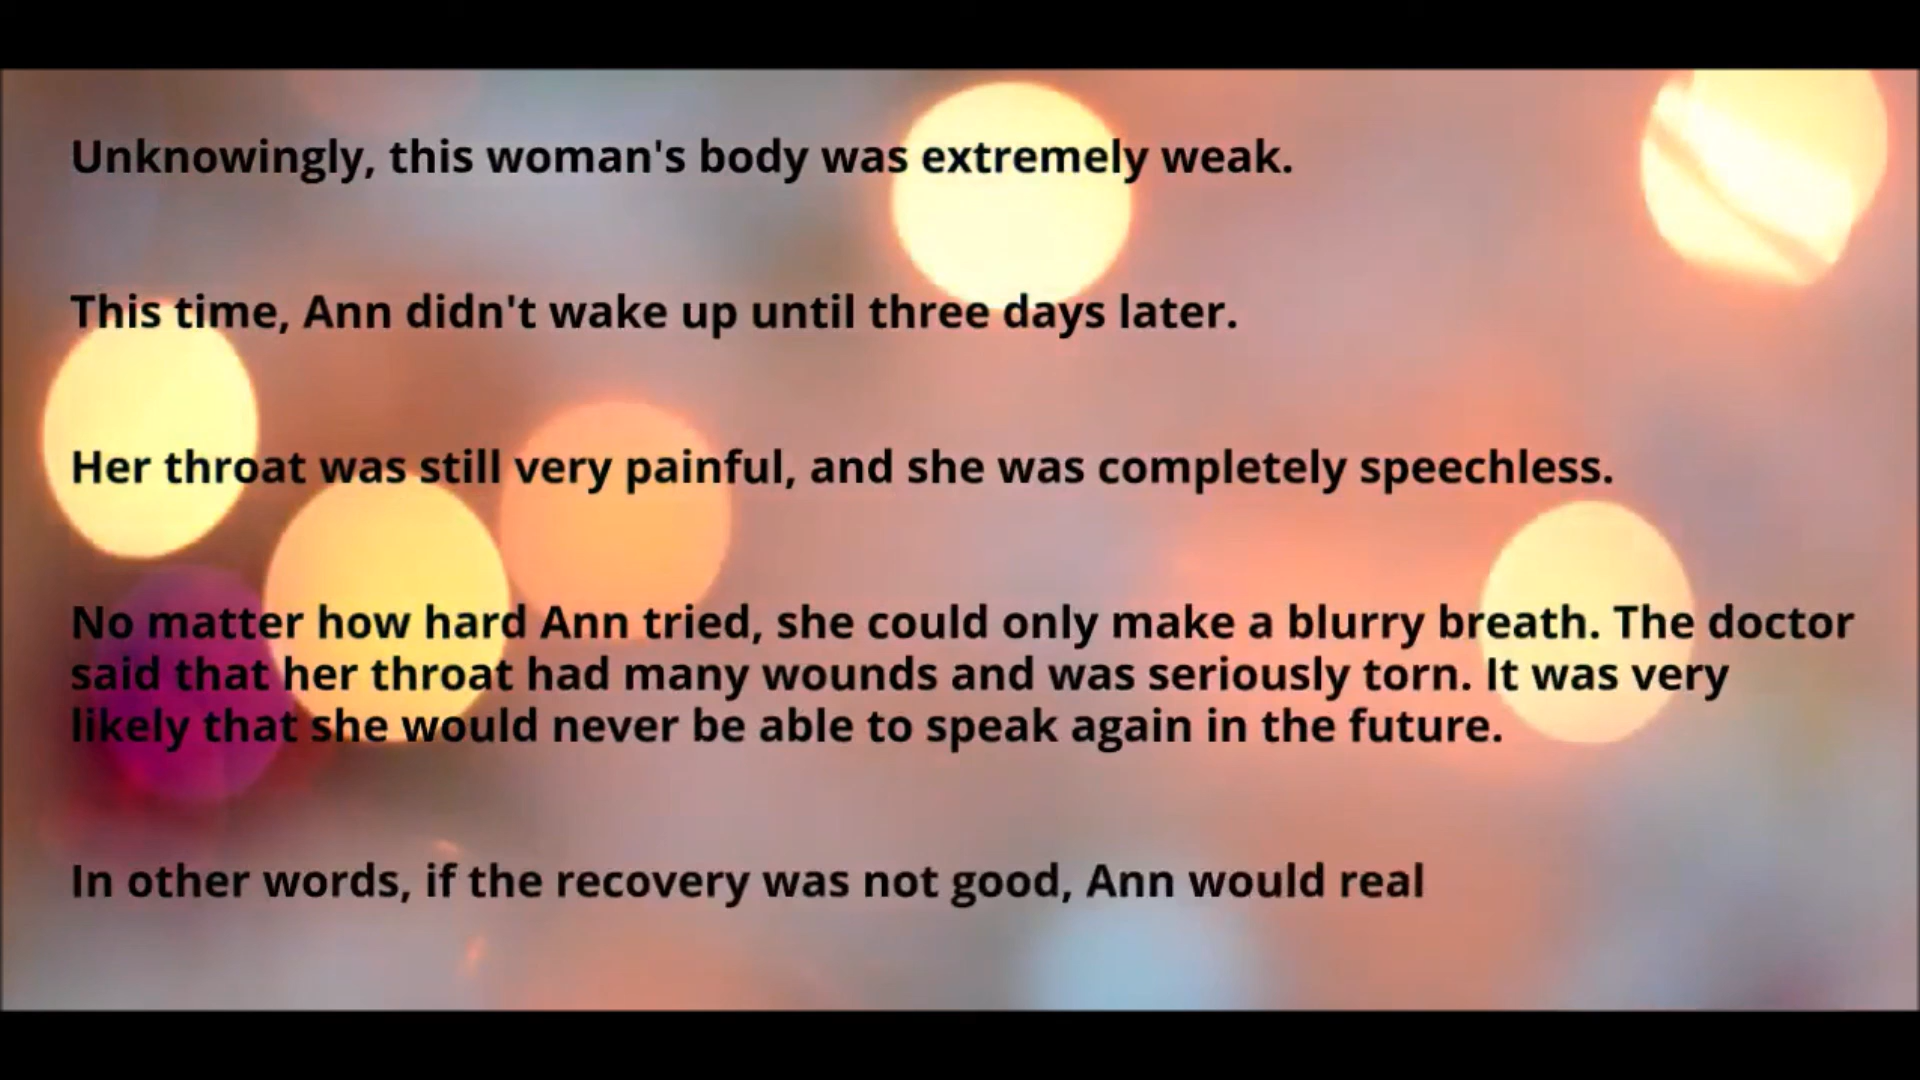 Unknowingly, this woman's body was extremely weak.
This time, Ann didn't wake up until three days later.
Her throat was still very painful, and she was completely speechless.
No matter how hard Ann tried, she could only make a blurry breath. The doctor
said that her throat had many wounds and was seriously torn. It was very
likely that she would never be able to speak again in the future.
In other words, if the recovery was not good, Ann would real